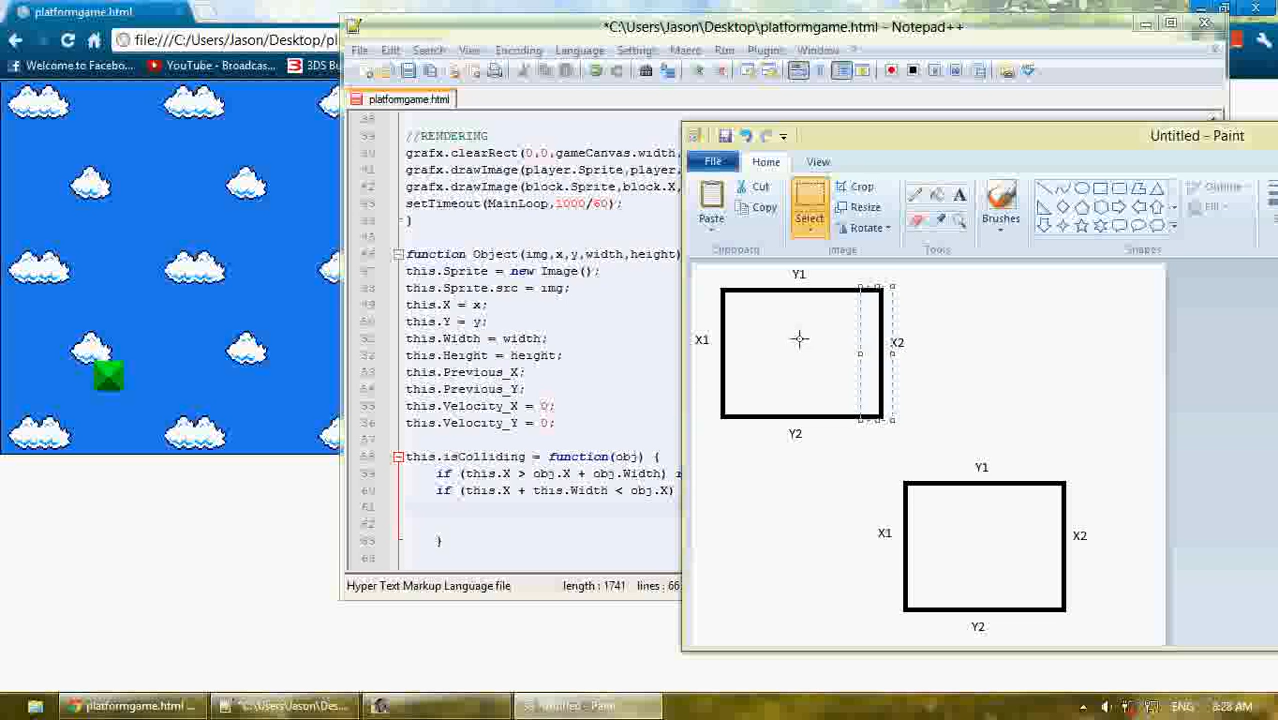 platformgame.html
file:///C:/Users/Jason/Desktop/pl
Welcome to Facebo...
YouTube - Broadcas...
3DS Bu
*C:\Users\Jason\Desktop\platformgame.html - Notepad++
File Edit Search View Encoding Language Settings Macro Run Plugins Window
platformgame.html
//RENDERING
grafx.clearRect(0,0,gameCanvas.width,
grafx.drawImage(player.Sprite,player.
grafx.drawImage(block.Sprite,block.X,
setTimeout(MainLoop,1000/60);
}
function Object(img,x,y,width,height)
this.Sprite = new Image();
this.Sprite.src = img;
this.X = x;
this.Y = y;
this.Width = width;
this.Height = height;
this.Previous_X;
this.Previous_Y;
this.Velocity_X = 0;
this.Velocity_Y = 0;
this.isColliding = function(obj) {
if (this.X > obj.X + obj.Width)
if (this.X + this.Width < obj.X)
}
Hyper Text Markup Language file
length : 1741 lines : 66
Untitled - Paint
File Home View
Paste
Cut
Copy
Clipboard
Select
Crop
Resize
Rotate
Image
Tools
Brushes
Shapes
Outline
Fill
Y1
X1
X2
Y2
Y1
X1
X2
Y2
platformgame.html ...
*C:\Users\Jason\Des...
Untitled - Paint
ENG
8:28 AM